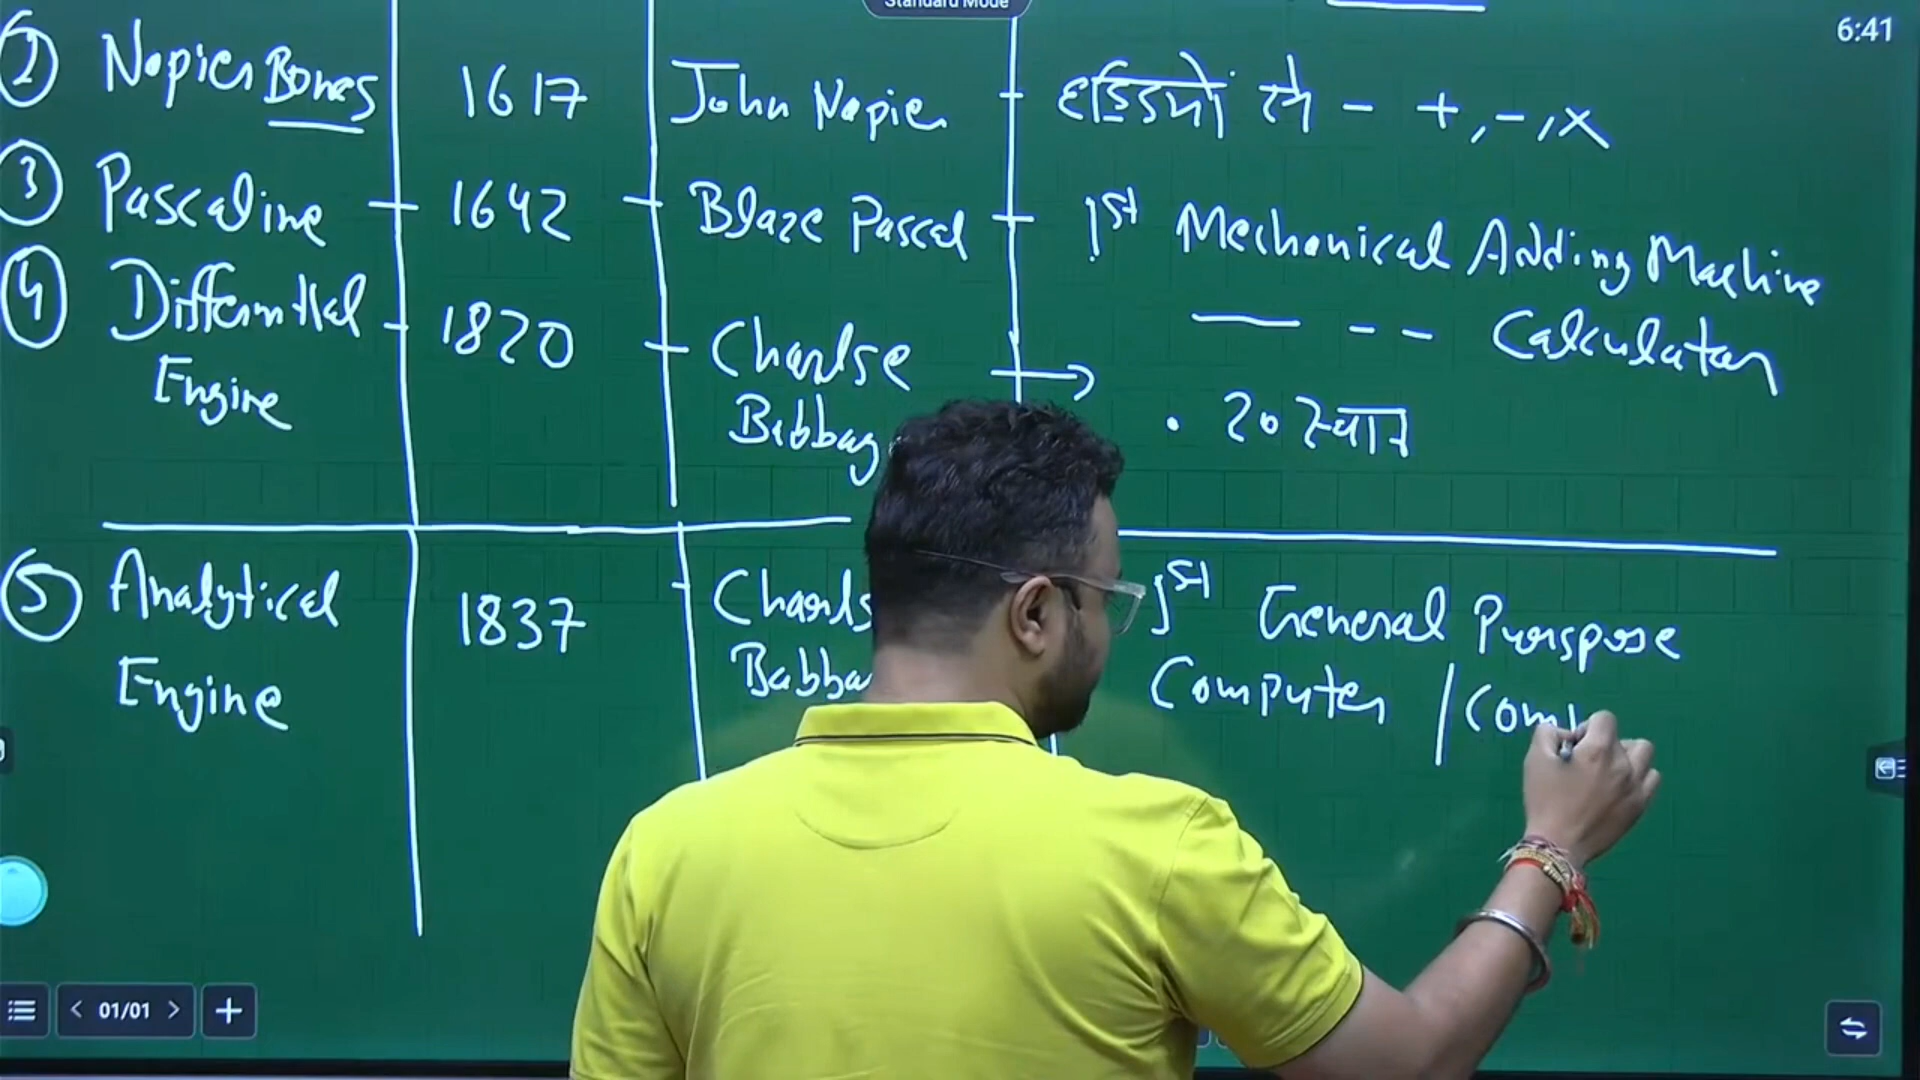 Standard Mode
6:41
2 Napier Bones 1617 John Napier हड्डियों से - +, -, ×
3 Pascaline 1642 Blaze Pascal 1st Mechanical Adding Machine
Calculator
4 Differential 1820 Charlse →
Engine Babbag . 20 स्थान
5 Analytical 1837 Charls 1st General Purspose
Engine Babba Computer / Com
01/01